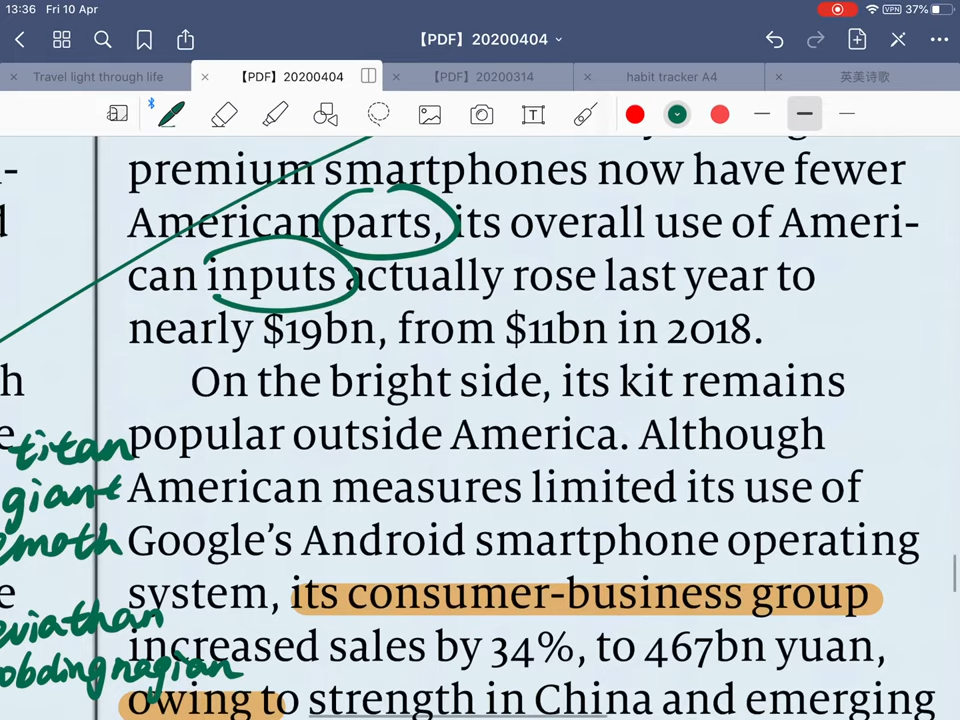 13:36 Fri 10 Apr VPN 37%
【PDF】20200404
Travel light through life 【PDF】20200404 【PDF】20200314 habit tracker A4 英美诗歌
premium smartphones now have fewer
American parts, its overall use of Ameri-
can inputs actually rose last year to
nearly $19bn, from $11bn in 2018.
On the bright side, its kit remains
popular outside America. Although
American measures limited its use of
Google's Android smartphone operating
system, its consumer-business group
increased sales by 34%, to 467bn yuan,
owing to strength in China and emerging
titan
giant
emoth
eviathan
obdingnagian